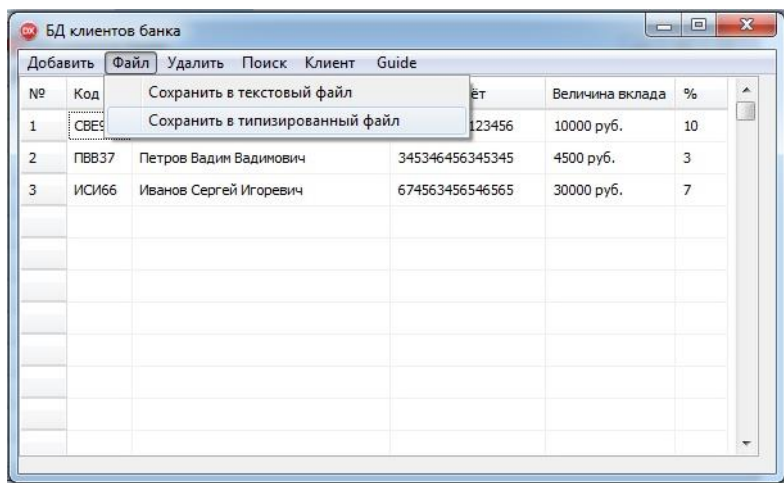 БД клиентов банка
Добавить Файл Удалить Поиск Клиент Guide
№ Код Величина вклада %
Сохранить в текстовый файл
Сохранить в типизированный файл
1 123456 10000 руб. 10
2 ПВВ37 Петров Вадим Вадимович 345346456345345 4500 руб. 3
3 ИСИ66 Иванов Сергей Игоревич 674563456546565 30000 руб. 7